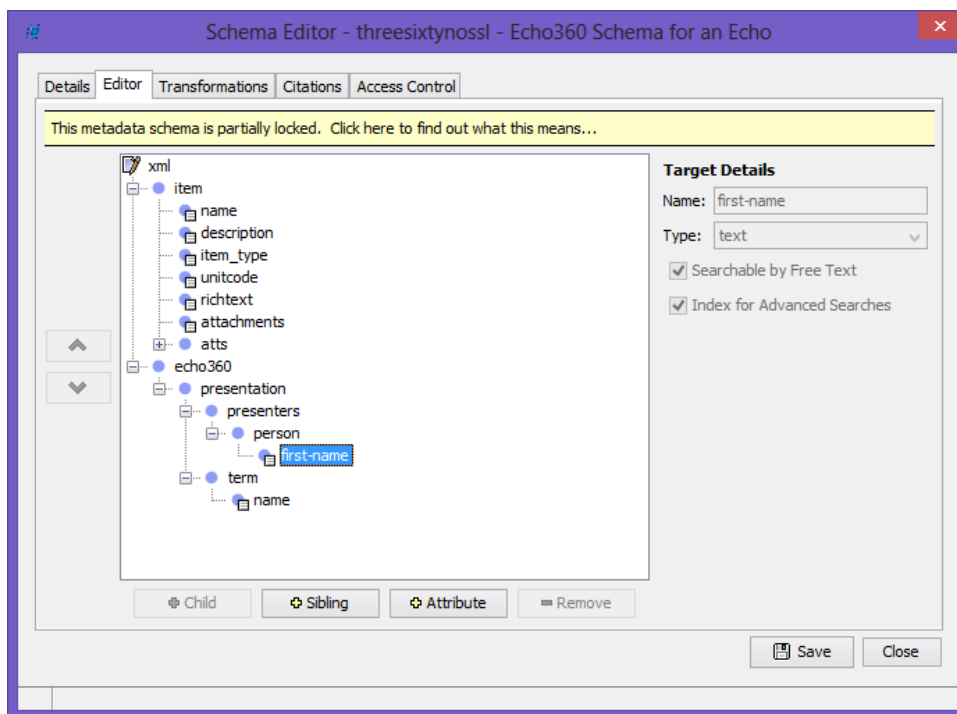 Schema Editor - threesixtynossl - Echo360 Schema for an Echo
Details Editor Transformations Citations Access Control
This metadata schema is partially locked. Click here to find out what this means...
xml
item
name
description
item_type
unitcode
richtext
attachments
atts
echo360
presentation
presenters
person
first-name
term
name
Target Details
Name: first-name
Type: text
Searchable by Free Text
Index for Advanced Searches
Child Sibling Attribute Remove
Save Close